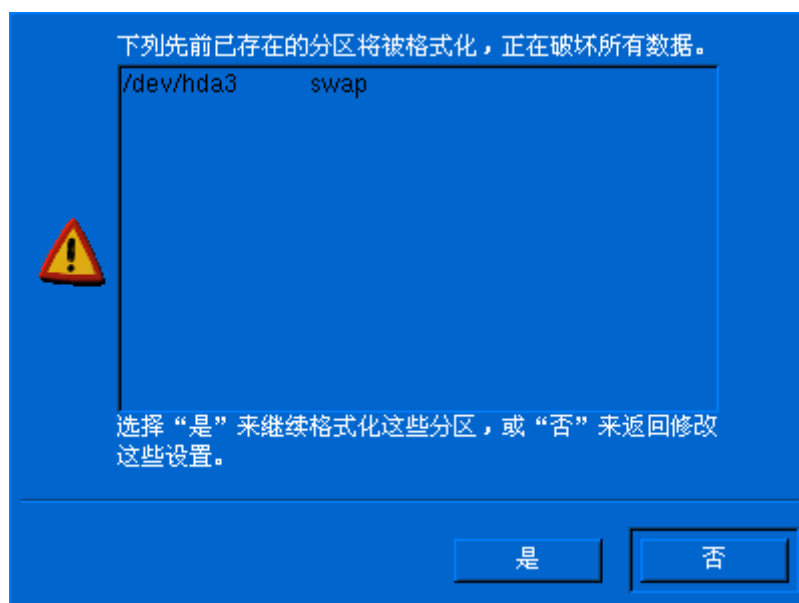 下列先前已存在的分区将被格式化，正在破坏所有数据。
/dev/hda3 swap
选择“是”来继续格式化这些分区，或“否”来返回修改
这些设置。
是 否